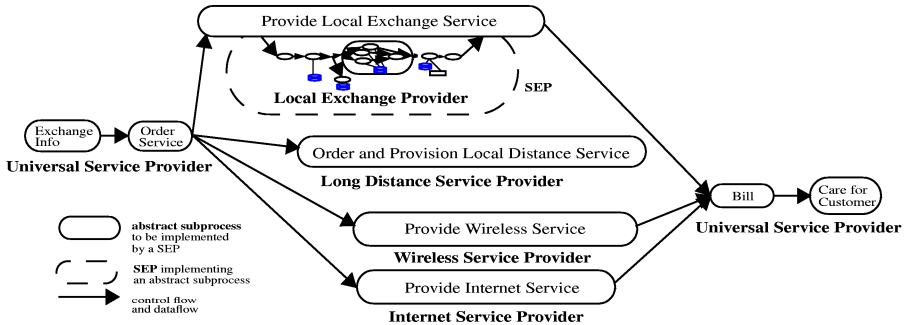 Provide Local Exchange Service
Local Exchange Provider
SEP
Exchange
Info
Order
Service
Universal Service Provider
Order and Provision Local Distance Service
Long Distance Service Provider
Bill
Care for
Customer
Universal Service Provider
Provide Wireless Service
Wireless Service Provider
Provide Internet Service
Internet Service Provider
abstract subprocess
to be implemented
by a SEP
SEP implementing
an abstract subprocess
control flow
and dataflow